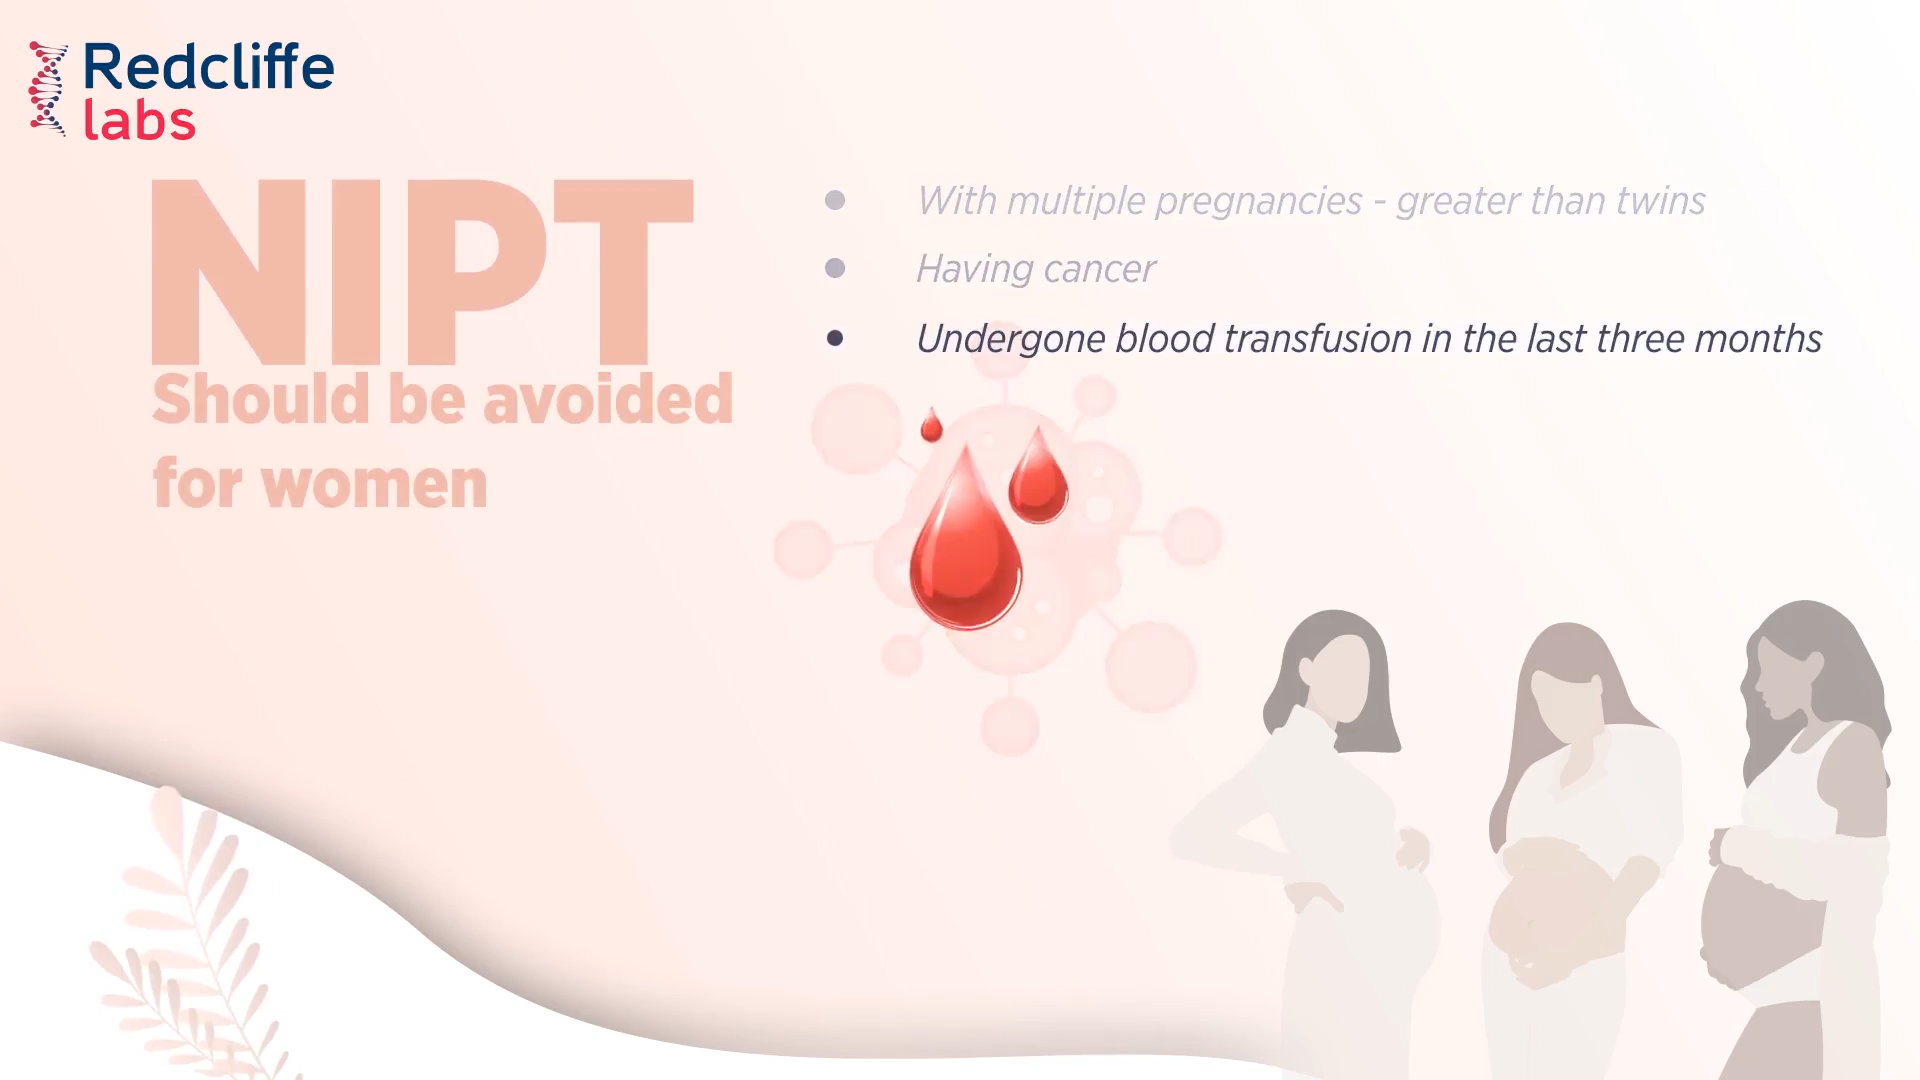 Redcliffe
labs
NIPT
Should be avoided
for women
• With multiple pregnancies - greater than twins
• Having cancer
• Undergone blood transfusion in the last three months